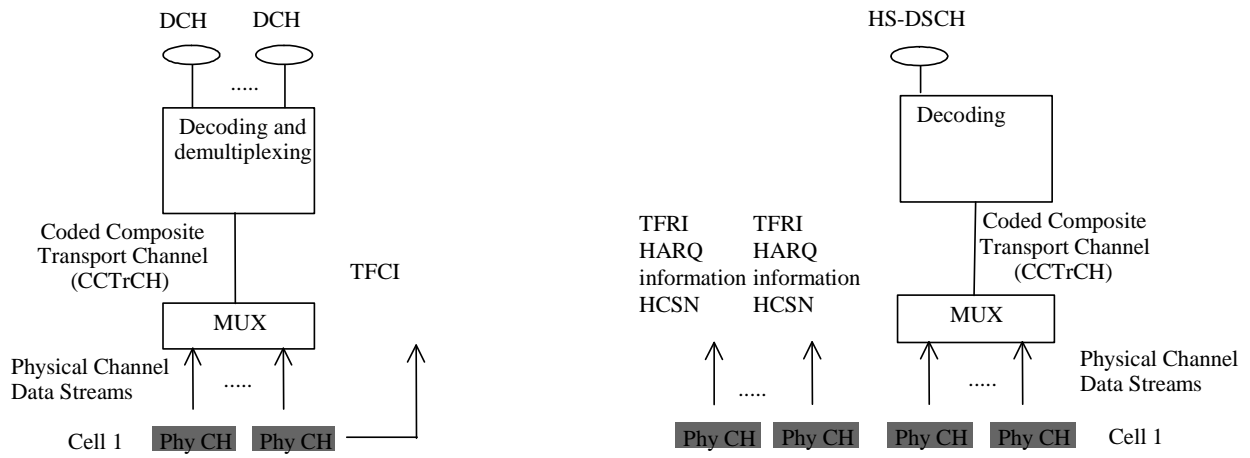 DCH DCH
.....
Decoding and
demultiplexing
Coded Composite
Transport Channel
(CCTrCH)
TFCI
MUX
Physical Channel
Data Streams
.....
Cell 1 Phy CH Phy CH
HS-DSCH
Decoding
TFRI
HARQ
information
HCSN
TFRI
HARQ
information
HCSN
Coded Composite
Transport Channel
(CCTrCH)
MUX
Physical Channel
Data Streams
.....
.....
Phy CH Phy CH Phy CH Phy CH Cell 1